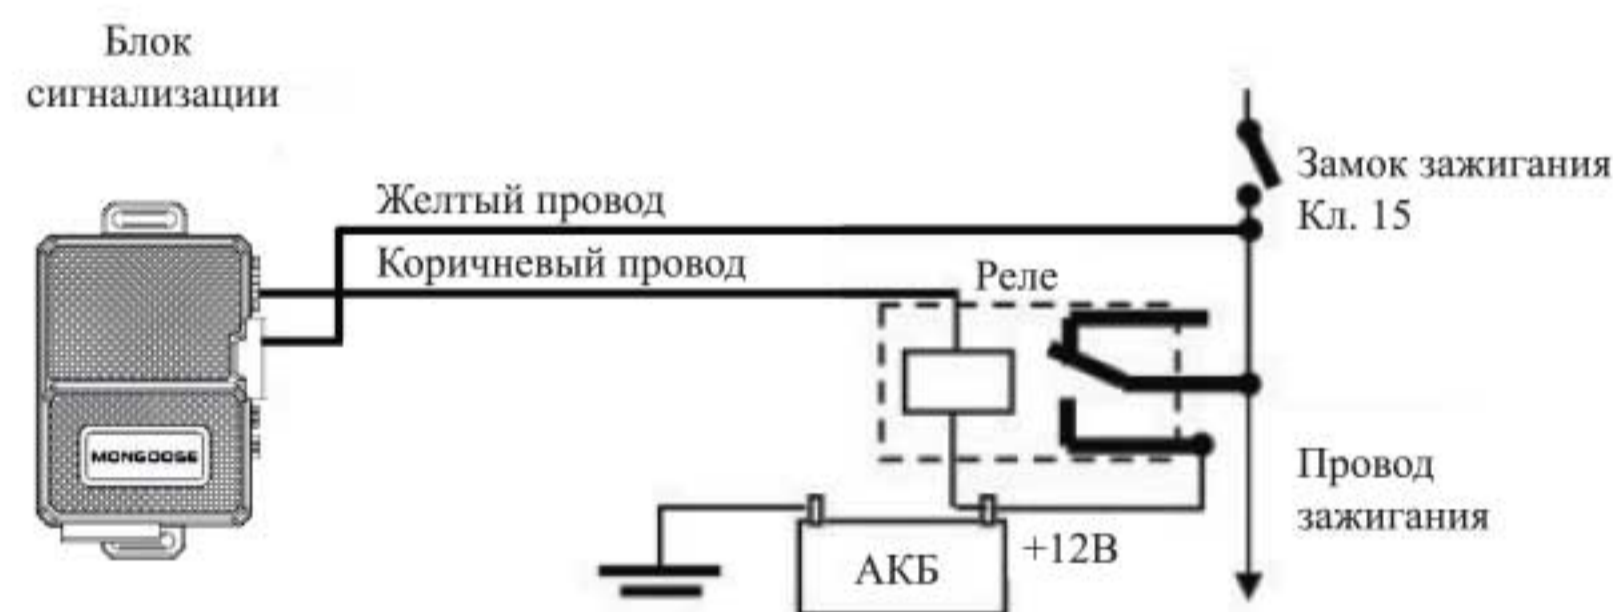 Блок
сигнализации
Замок зажигания
Кл. 15
Желтый провод
Коричневый провод
Реле
MONGOOSE
Провод
зажигания
+12В
АКБ